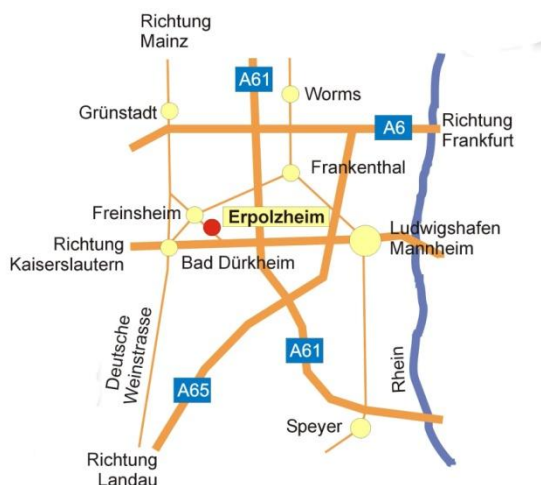 Richtung
Mainz
A61
Worms
Grünstadt
A6
Richtung
Frankfurt
Frankenthal
Freinsheim
Erpolzheim
Ludwigshafen
Mannheim
Richtung
Kaiserslautern
Bad Dürkheim
Deutsche
Weinstrasse
A61
Rhein
A65
Speyer
Richtung
Landau